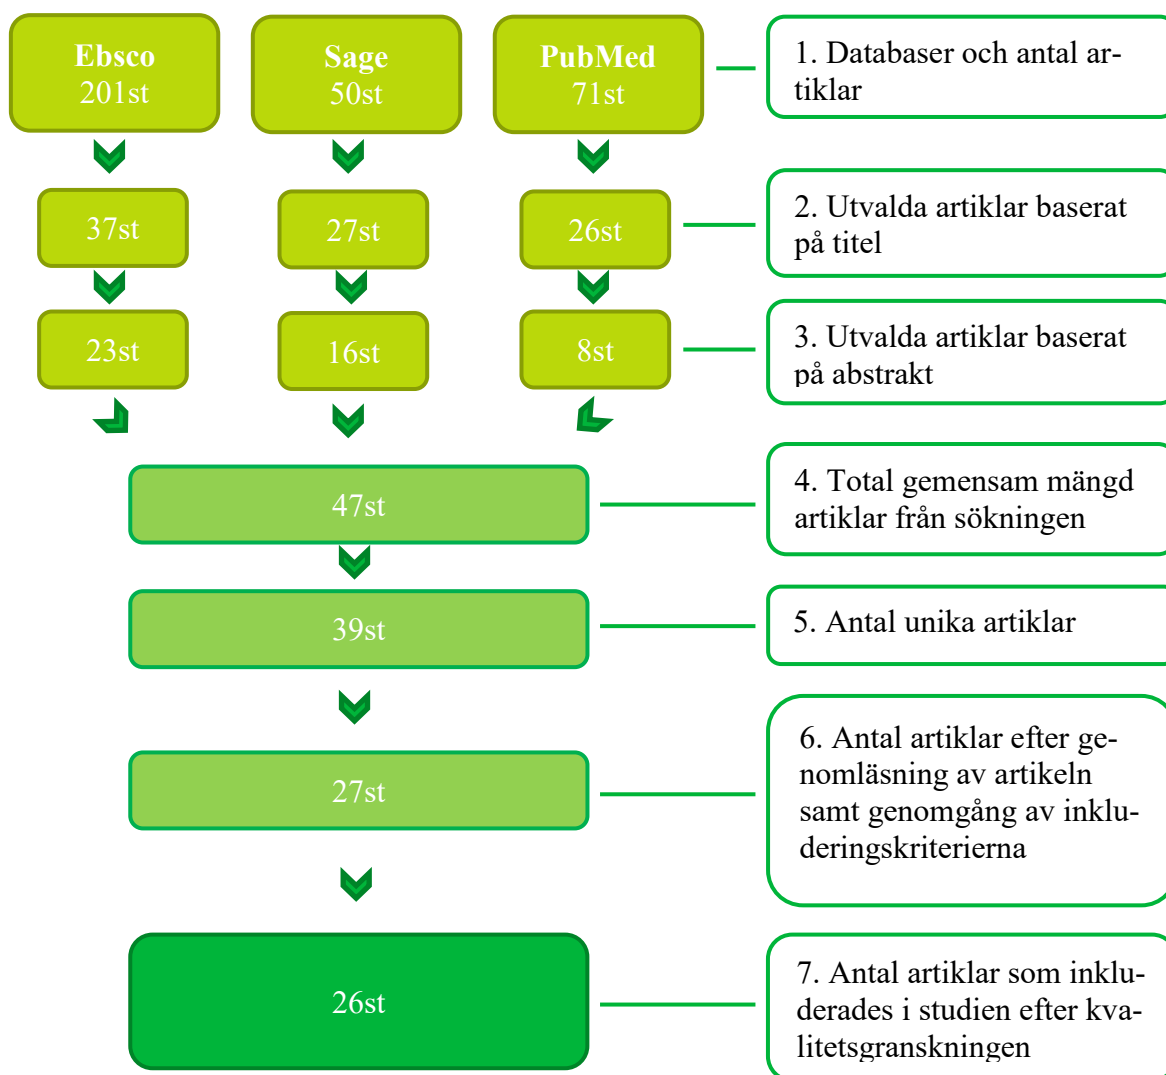 Ebsco
201st
Sage
50st
PubMed
71st
1. Databaser och antal ar-
tiklar
37st
27st
26st
2. Utvalda artiklar baserat
på titel
23st
16st
8st
3. Utvalda artiklar baserat
på abstrakt
47st
4. Total gemensam mängd
artiklar från sökningen
39st
5. Antal unika artiklar
27st
6. Antal artiklar efter ge-
nomläsning av artikeln
samt genomgång av inklu-
deringskriterierna
26st
7. Antal artiklar som inklu-
derades i studien efter kva-
litetsgranskningen